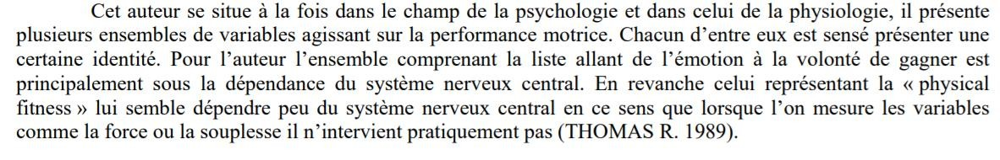 Cet auteur se situe à la fois dans le champ de la psychologie et dans celui de la physiologie, il présente
plusieurs ensembles de variables agissant sur la performance motrice. Chacun d’entre eux est sensé présenter une
certaine identité. Pour l’auteur l’ensemble comprenant la liste allant de l’émotion à la volonté de gagner est
principalement sous la dépendance du système nerveux central. En revanche celui représentant la « physical
fitness » lui semble dépendre peu du système nerveux central en ce sens que lorsque l’on mesure les variables
comme la force ou la souplesse il n’intervient pratiquement pas (THOMAS R. 1989).